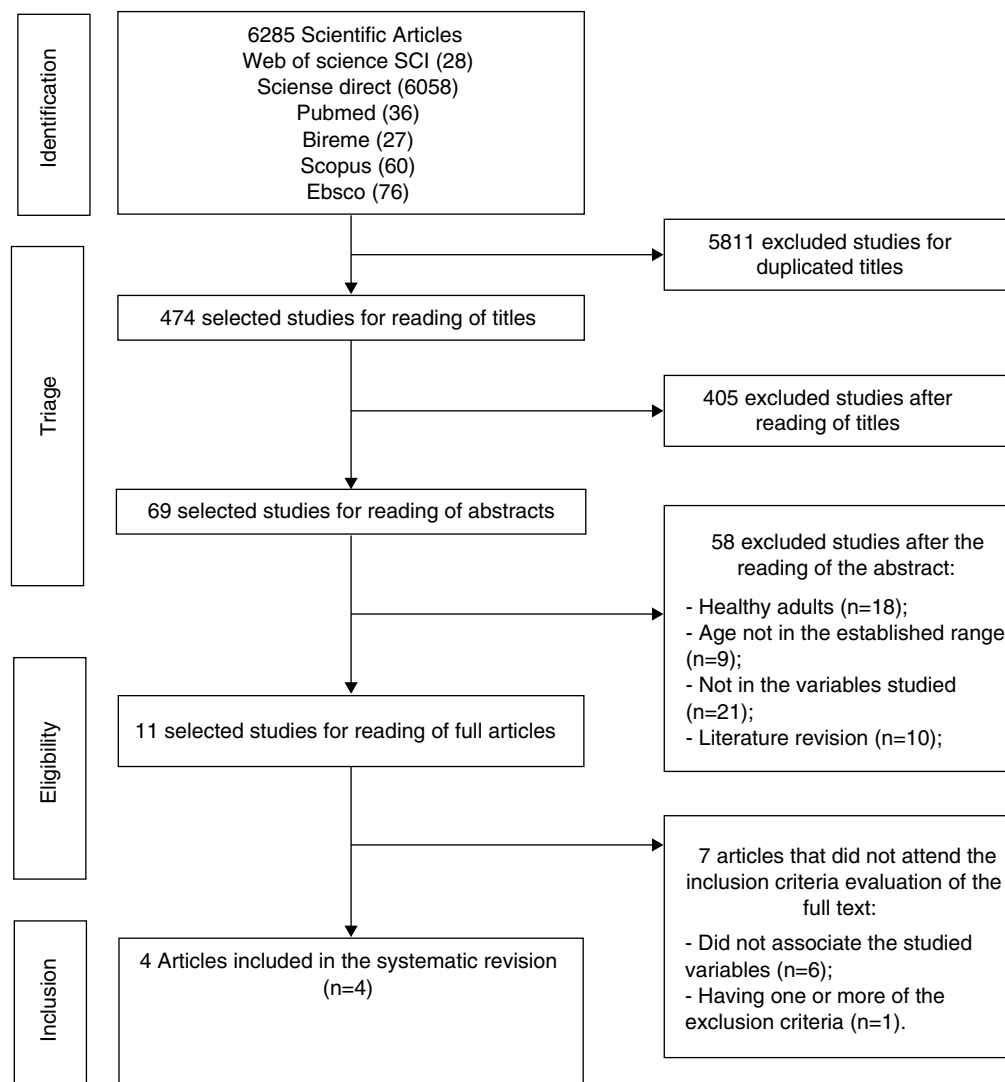 Identification
6285 Scientific Articles
Web of science SCI (28)
Sciense direct (6058)
Pubmed (36)
Bireme (27)
Scopus (60)
Ebsco (76)
Triage
5811 excluded studies for
duplicated titles
474 selected studies for reading of titles
405 excluded studies after
reading of titles
69 selected studies for reading of abstracts
58 excluded studies after the
reading of the abstract:
- Healthy adults (n=18);
- Age not in the established range
(n=9);
- Not in the variables studied
(n=21);
- Literature revision (n=10);
Eligibility
11 selected studies for reading of full articles
7 articles that did not attend the
inclusion criteria evaluation of the
full text:
- Did not associate the studied
variables (n=6);
- Having one or more of the
exclusion criteria (n=1).
Inclusion
4 Articles included in the systematic revision
(n=4)